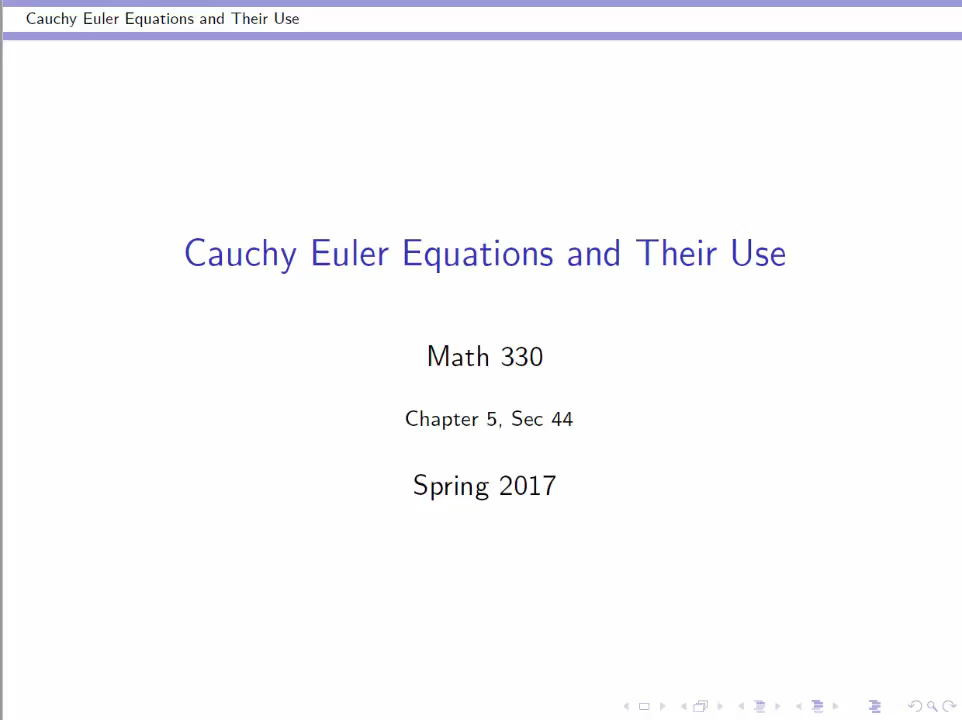 Cauchy Euler Equations and Their Use
Cauchy Euler Equations and Their Use
Math 330
Chapter 5, Sec 44
Spring 2017